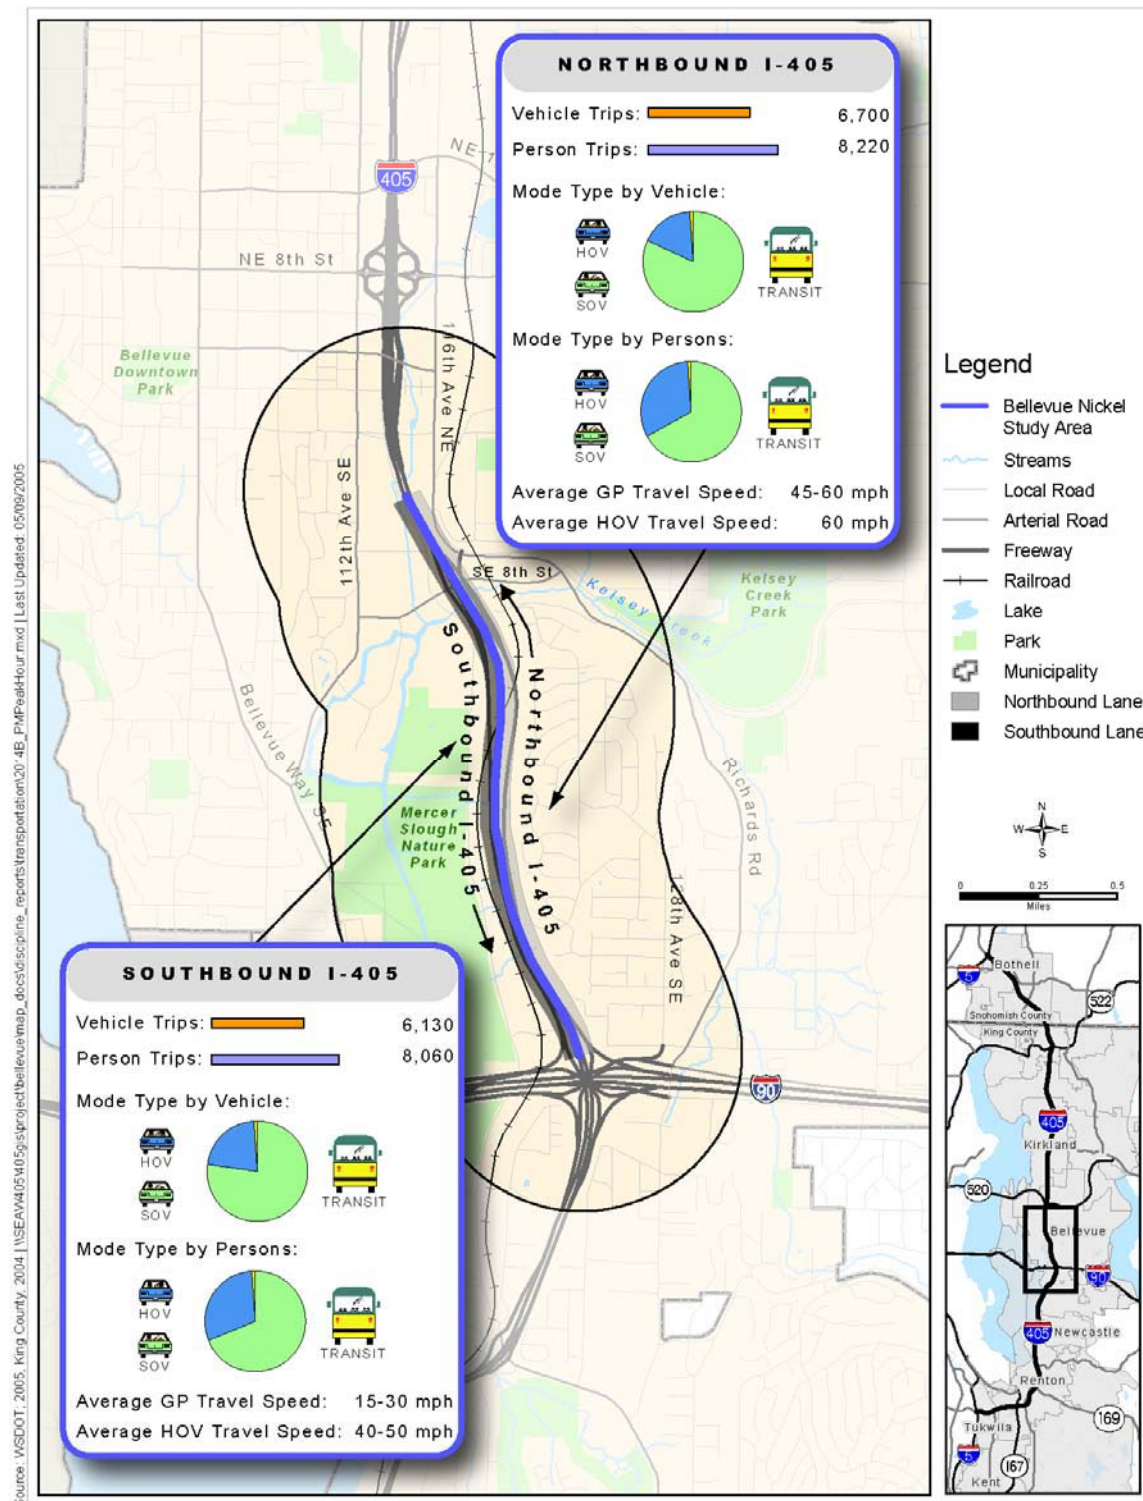 NORTHBOUND I-405
Vehicle Trips: 6,700
Person Trips: 8,220
Mode Type by Vehicle:
HOV
SOV
TRANSIT
Mode Type by Persons:
HOV
SOV
TRANSIT
Average GP Travel Speed: 45-60 mph
Average HOV Travel Speed: 60 mph
405
NE 8th St
Bellevue
Downtown
Park
116th Ave NE
112th Ave SE
SE 8th St
Kelsey Creek
Kelsey
Creek
Park
Southbound I-405
Northbound I-405
Bellevue Way SE
Mercer
Slough
Nature
Park
Richards Rd
128th Ave SE
90
SOUTHBOUND I-405
Vehicle Trips: 6,130
Person Trips: 8,060
Mode Type by Vehicle:
HOV
SOV
TRANSIT
Mode Type by Persons:
HOV
SOV
TRANSIT
Average GP Travel Speed: 15-30 mph
Average HOV Travel Speed: 40-50 mph
Legend
Bellevue Nickel
Study Area
Streams
Local Road
Arterial Road
Freeway
Railroad
Lake
Park
Municipality
Northbound Lane
Southbound Lane
N
W E
S
0 0.25 0.5
Miles
5
Bothell
522
Snohomish County
King County
405
Kirkland
520
Bellevue
90
405
Newcastle
Renton
169
Tukwila
5
167
Kent
Source: WSDOT, 2005, King County, 2004 |
| Last Updated: 05/09/2005